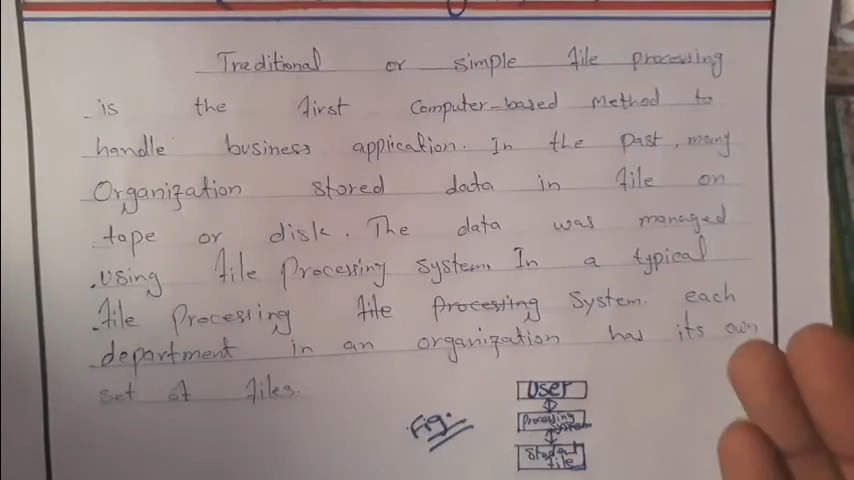 Traditional or simple file processing
is the first Computer-based Method to
handle business application. In the past, many
Organization stored data in file on
tape or disk. The data was managed
using file Processing system. In a typical
file Processing file processing System. each
department in an organization has its own
set of files.
Fig.
User
Processing System
Student file